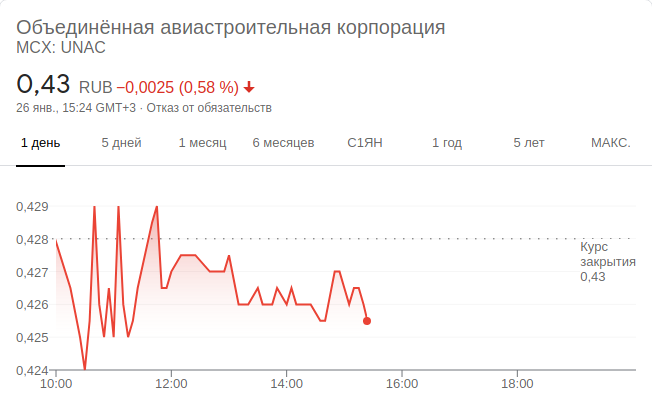 Объединённая авиастроительная корпорация
MCX: UNAC
0,43 RUB −0,0025 (0,58 %)
26 янв., 15:24 GMT+3 · Отказ от обязательств
1 день 5 дней 1 месяц 6 месяцев С1ЯН 1 год 5 лет МАКС.
0,429
0,428
Курс
закрытия
0,43
0,427
0,426
0,425
0,424
10:00 12:00 14:00 16:00 18:00